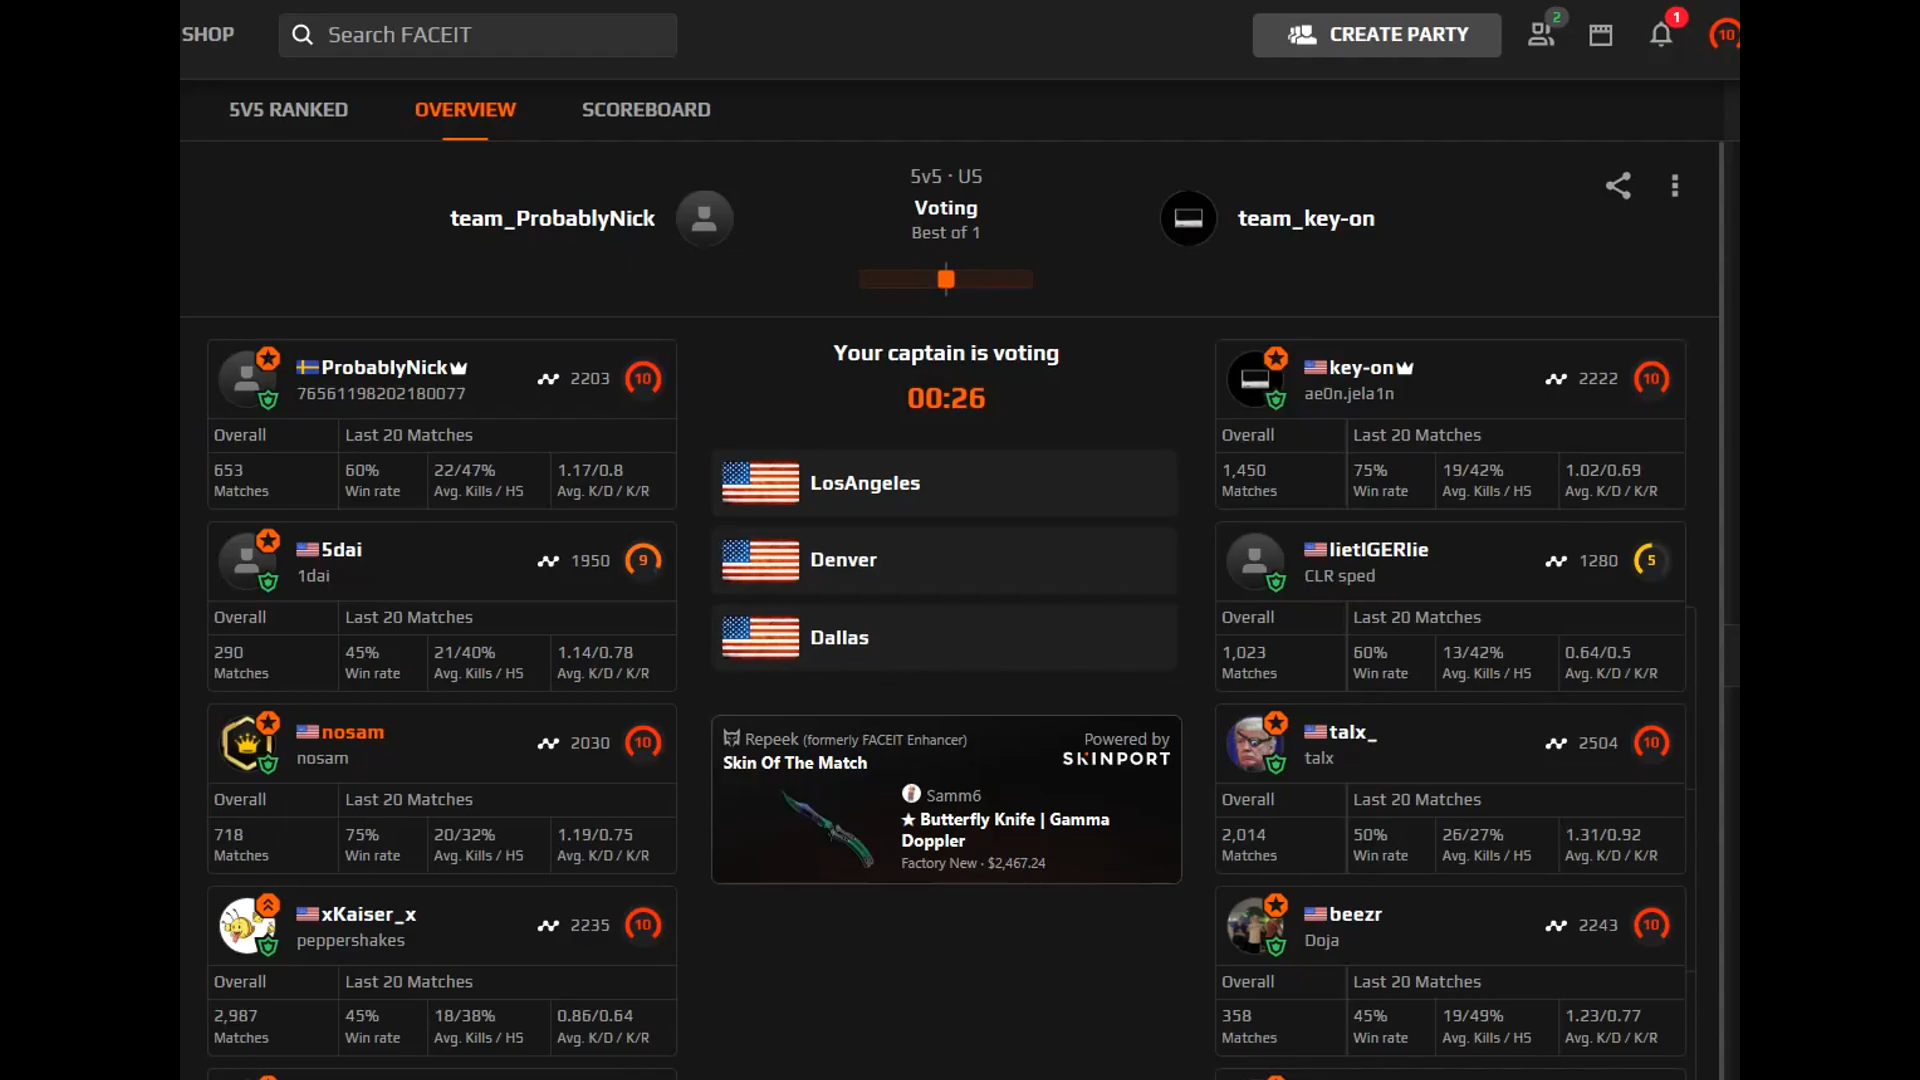 SHOP
Search FACEIT
CREATE PARTY
2
1
10
5V5 RANKED
OVERVIEW
SCOREBOARD
team_ProbablyNick
5v5 · US
Voting
Best of 1
team_key-on
ProbablyNick
76561198202180077
2203
10
Overall
Last 20 Matches
653
Matches
60%
Win rate
22/47%
Avg. Kills / HS
1.17/0.8
Avg. K/D / K/R
5dai
1dai
1950
9
Overall
Last 20 Matches
290
Matches
45%
Win rate
21/40%
Avg. Kills / HS
1.14/0.78
Avg. K/D / K/R
nosam
nosam
2030
10
Overall
Last 20 Matches
718
Matches
75%
Win rate
20/32%
Avg. Kills / HS
1.19/0.75
Avg. K/D / K/R
xKaiser_x
peppershakes
2235
10
Overall
Last 20 Matches
2,987
Matches
45%
Win rate
18/38%
Avg. Kills / HS
0.86/0.64
Avg. K/D / K/R
Your captain is voting
00:26
LosAngeles
Denver
Dallas
Repeek (formerly FACEIT Enhancer)
Skin Of The Match
Powered by
SKINPORT
Samm6
★ Butterfly Knife | Gamma
Doppler
Factory New · $2,467.24
key-on
ae0n.jela1n
2222
10
Overall
Last 20 Matches
1,450
Matches
75%
Win rate
19/42%
Avg. Kills / HS
1.02/0.69
Avg. K/D / K/R
lietIGERlie
CLR sped
1280
5
Overall
Last 20 Matches
1,023
Matches
60%
Win rate
13/42%
Avg. Kills / HS
0.64/0.5
Avg. K/D / K/R
talx_
talx
2504
10
Overall
Last 20 Matches
2,014
Matches
50%
Win rate
26/27%
Avg. Kills / HS
1.31/0.92
Avg. K/D / K/R
beezr
Doja
2243
10
Overall
Last 20 Matches
358
Matches
45%
Win rate
19/49%
Avg. Kills / HS
1.23/0.77
Avg. K/D / K/R